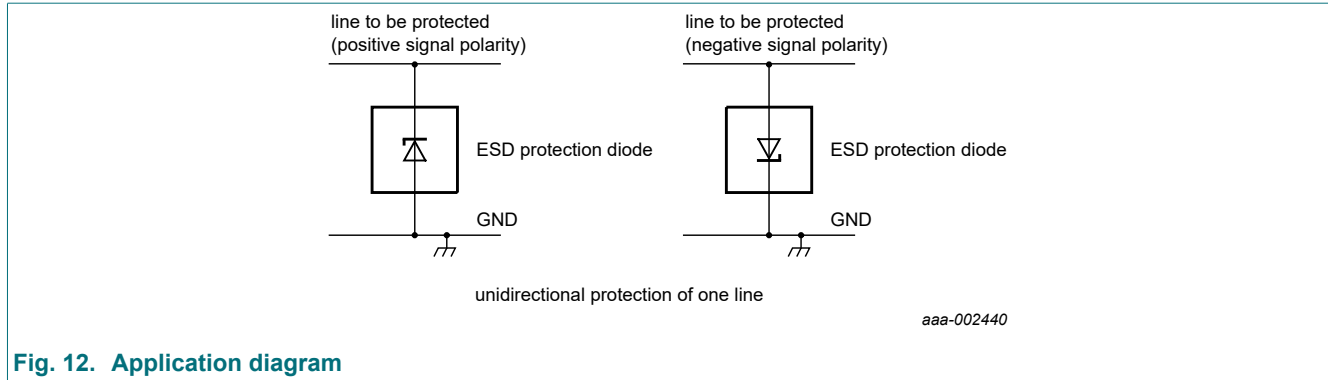 line to be protected
(positive signal polarity)
line to be protected
(negative signal polarity)
ESD protection diode
ESD protection diode
GND
GND
unidirectional protection of one line
aaa-002440
Fig. 12. Application diagram